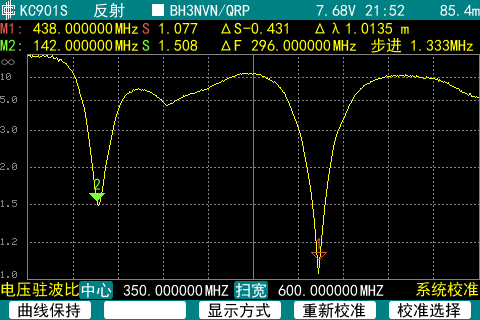 KC901S 反射 BH3NVN/QRP 7.68V 21:52 85.4m
M1: 438.000000MHz S 1.077 ΔS-0.431 Δλ1.0135 m
M2: 142.000000MHz S 1.508 ΔF 296.000000MHz 步进 1.333MHz
∞
10
5.0
3.0
2.0
2
1.5
1
1.2
1.0
电压驻波比 中心 350.000000MHZ 扫宽 600.000000MHZ 系统校准
曲线保持 显示方式 重新校准 校准选择